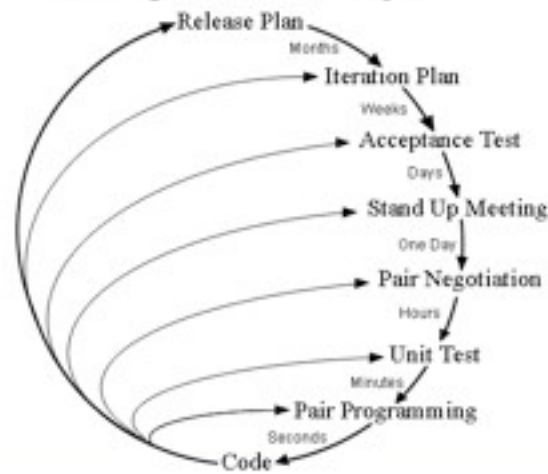 Release Plan
Months
Iteration Plan
Weeks
Acceptance Test
Days
Stand Up Meeting
One Day
Pair Negotiation
Hours
Unit Test
Minutes
Pair Programming
Seconds
Code